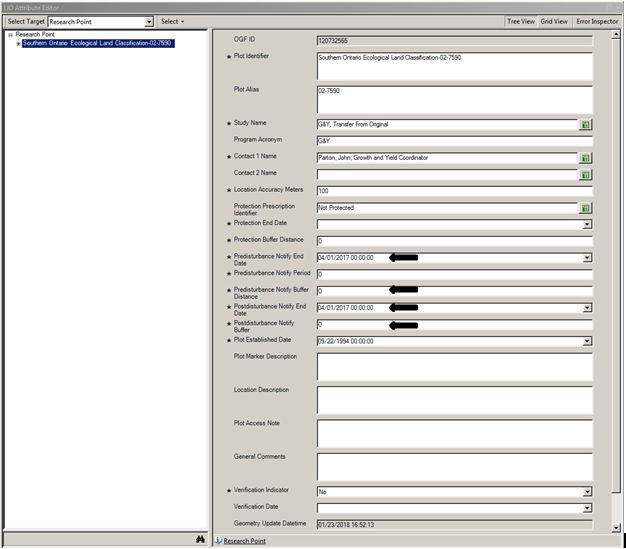 LIO Attribute Editor
Select Target Research Point Select Tree View Grid View Error Inspector
Research Point
Southern Ontario Ecological Land Classification-02-7590
OGF ID 120732555
Plot Identifier Southern Ontario Ecological Land Classification-02-7590
Plot Alias 02-7590
Study Name G&Y, Transfer From Original
Program Acronym G&Y
Contact 1 Name Parton, John; Growth and Yield Coordinator
Contact 2 Name
Location Accuracy Meters 100
Protection Prescription
Identifier Not Protected
Protection End Date
Protection Buffer Distance 0
Predisturbance Notify End
Date 04/01/2017 00:00:00
Predisturbance Notify Period 0
Predisturbance Notify Buffer
Distance 0
Postdisturbance Notify End
Date 04/01/2017 00:00:00
Postdisturbance Notify
Buffer 0
Plot Established Date 09/22/1994 00:00:00
Plot Marker Description
Location Description
Plot Access Note
General Comments
Verification Indicator No
Verification Date
Geometry Update Datetime 01/23/2018 16:52:13
Research Point